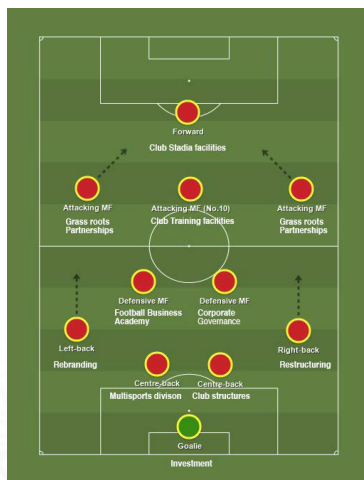 Forward
Club Stadia facilities
Attacking MF
Grass roots
Partnerships
Attacking MF (No.10)
Club Training facilities
Attacking MF
Grass roots
Partnerships
Defensive MF
Football Business
Academy
Defensive MF
Corporate
Governance
Left-back
Rebranding
Right-back
Restructuring
Centre-back
Multisports divison
Centre-back
Club structures
Goalie
Investment